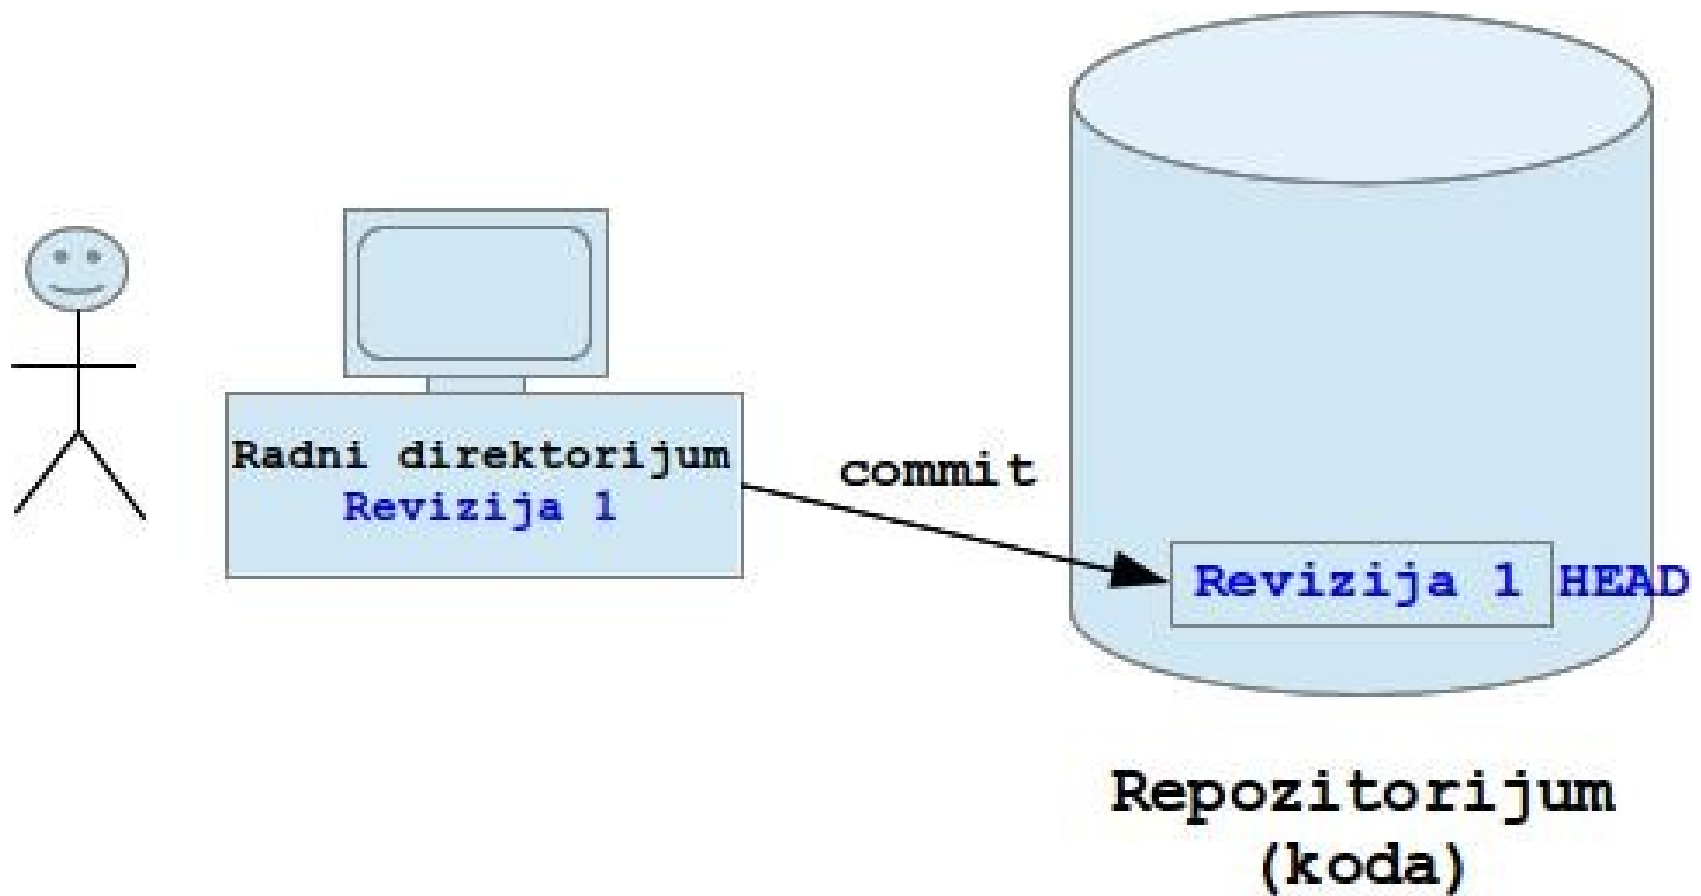 Radni direktorijum
Revizija 1
commit
Revizija 1 HEAD
Repozitorijum
(koda)